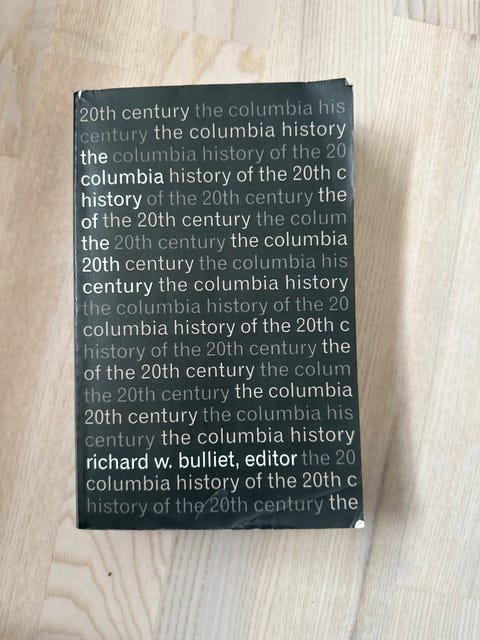 20th century the columbia his
century the columbia history
the columbia history of the 20
columbia history of the 20th c
history of the 20th century the
of the 20th century the colum
the 20th century the columbia
20th century the columbia his
century the columbia history
the columbia history of the 20
columbia history of the 20th c
history of the 20th century the
of the 20th century the colum
the 20th century the columbia
20th century the columbia his
century the columbia history
richard w. bulliet, editor the 20
columbia history of the 20th c
history of the 20th century the